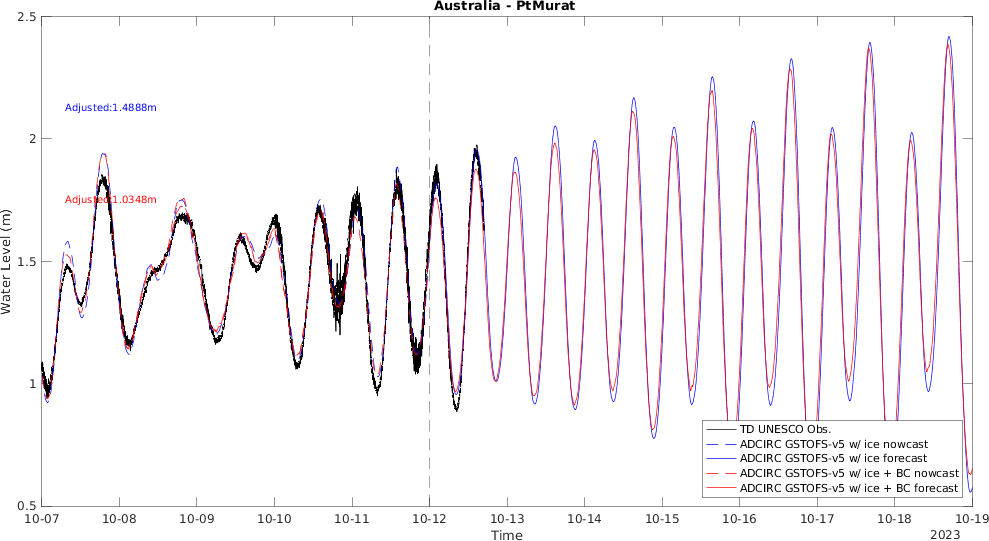 Australia - PtMurat
2.5
2
1.5
1
0.5
Water Level (m)
Adjusted:1.4888m
Adjusted:1.0348m
TD UNESCO Obs.
ADCIRC GSTOFS-v5 w/ ice nowcast
ADCIRC GSTOFS-v5 w/ ice forecast
ADCIRC GSTOFS-v5 w/ ice + BC nowcast
ADCIRC GSTOFS-v5 w/ ice + BC forecast
10-07 10-08 10-09 10-10 10-11 10-12 10-13 10-14 10-15 10-16 10-17 10-18 10-19
Time
2023